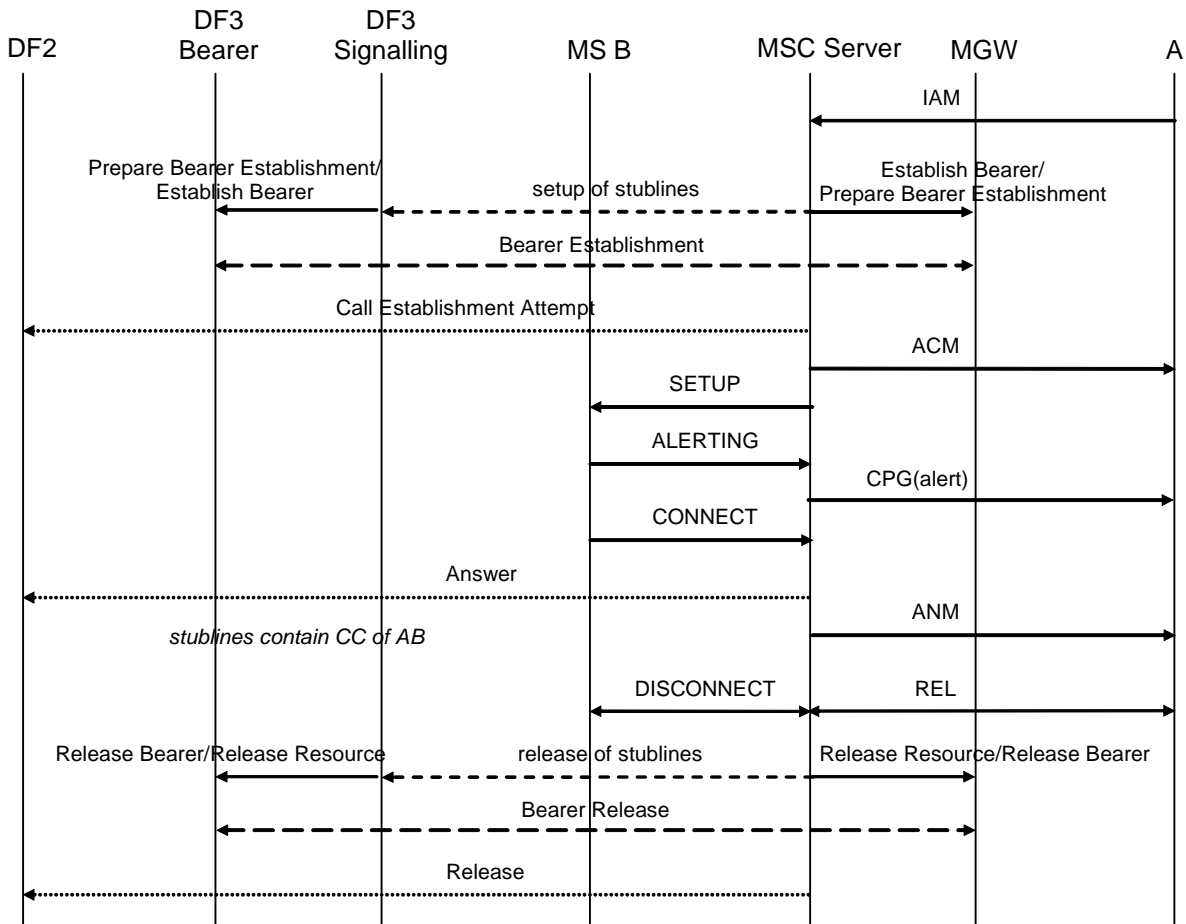 DF2
DF3
Bearer
DF3
Signalling
MS B
MSC Server
MGW
A
IAM
Prepare Bearer Establishment/
Establish Bearer
setup of stublines
Establish Bearer/
Prepare Bearer Establishment
Bearer Establishment
Call Establishment Attempt
ACM
SETUP
ALERTING
CPG(alert)
CONNECT
Answer
ANM
stublines contain CC of AB
DISCONNECT
REL
Release Bearer/Release Resource
release of stublines
Release Resource/Release Bearer
Bearer Release
Release